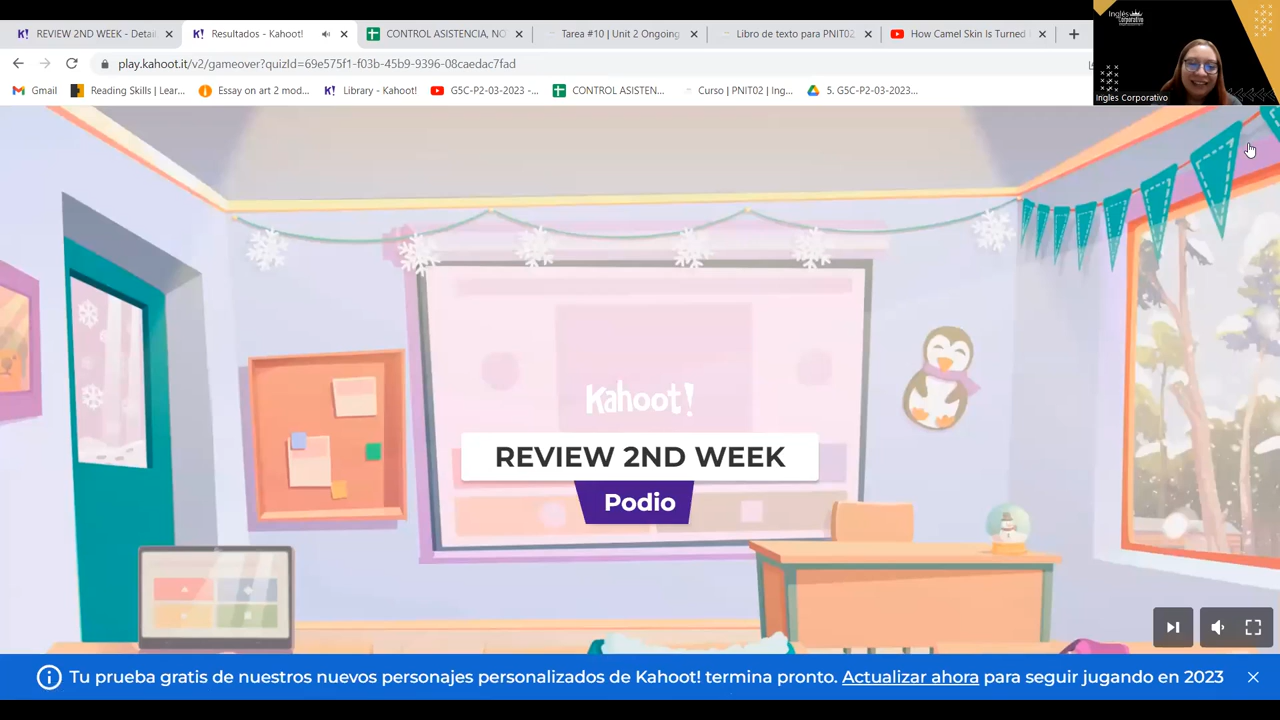 REVIEW 2ND WEEK - Detai
Resultados - Kahoot!
CONTROL ASISTENCIA, NO
Tarea #10 | Unit 2 Ongoing
Libro de texto para PNIT02
How Camel Skin Is Turned
play.kahoot.it/v2/gameover?quizId=69e575f1-f03b-45b9-9396-08caedac7fad
Gmail
Reading Skills | Lear...
Essay on art 2 mod...
Library - Kahoot!
G5C-P2-03-2023 -...
CONTROL ASISTEN...
Curso | PNIT02 | Ing...
5. G5C-P2-03-2023...
Inglés
Corporativo
Ingles Corporativo
Kahoot!
REVIEW 2ND WEEK
Podio
Tu prueba gratis de nuestros nuevos personajes personalizados de Kahoot! termina pronto. Actualizar ahora para seguir jugando en 2023